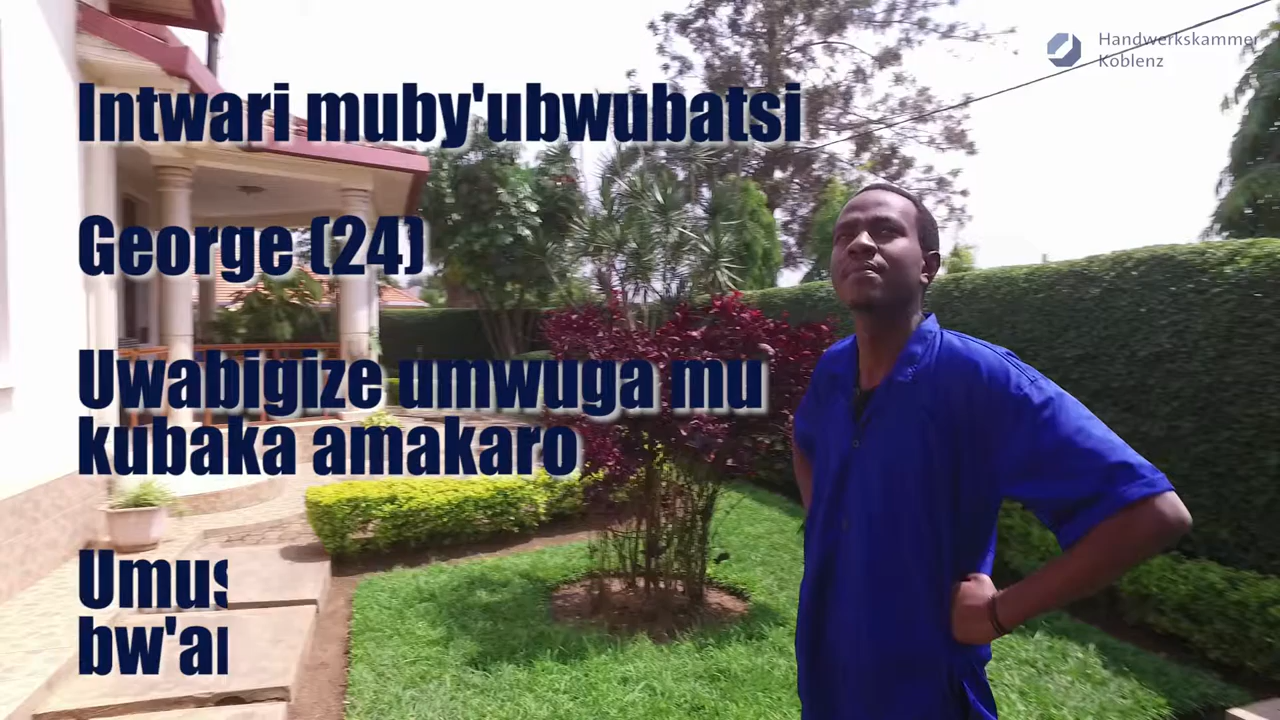 Handwerkskammer
Koblenz
Intwari muby'ubwubatsi
George (24)
Uwabigize umwuga mu
kubaka amakaro